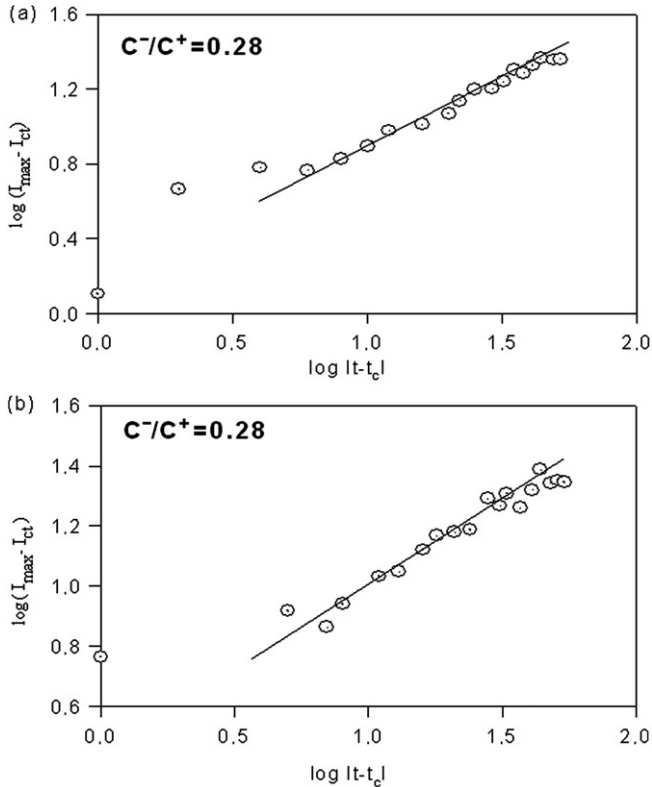 (a)
C⁻/C⁺=0.28
1.6
1.2
0.8
0.4
0.0
log (I_max- I_ct)
0.0 0.5 1.0 1.5 2.0
log |t-t_c|
(b)
C⁻/C⁺=0.28
1.6
1.4
1.2
1.0
0.8
0.6
log(I_max- I_ct)
0.0 0.5 1.0 1.5 2.0
log |t-t_c|